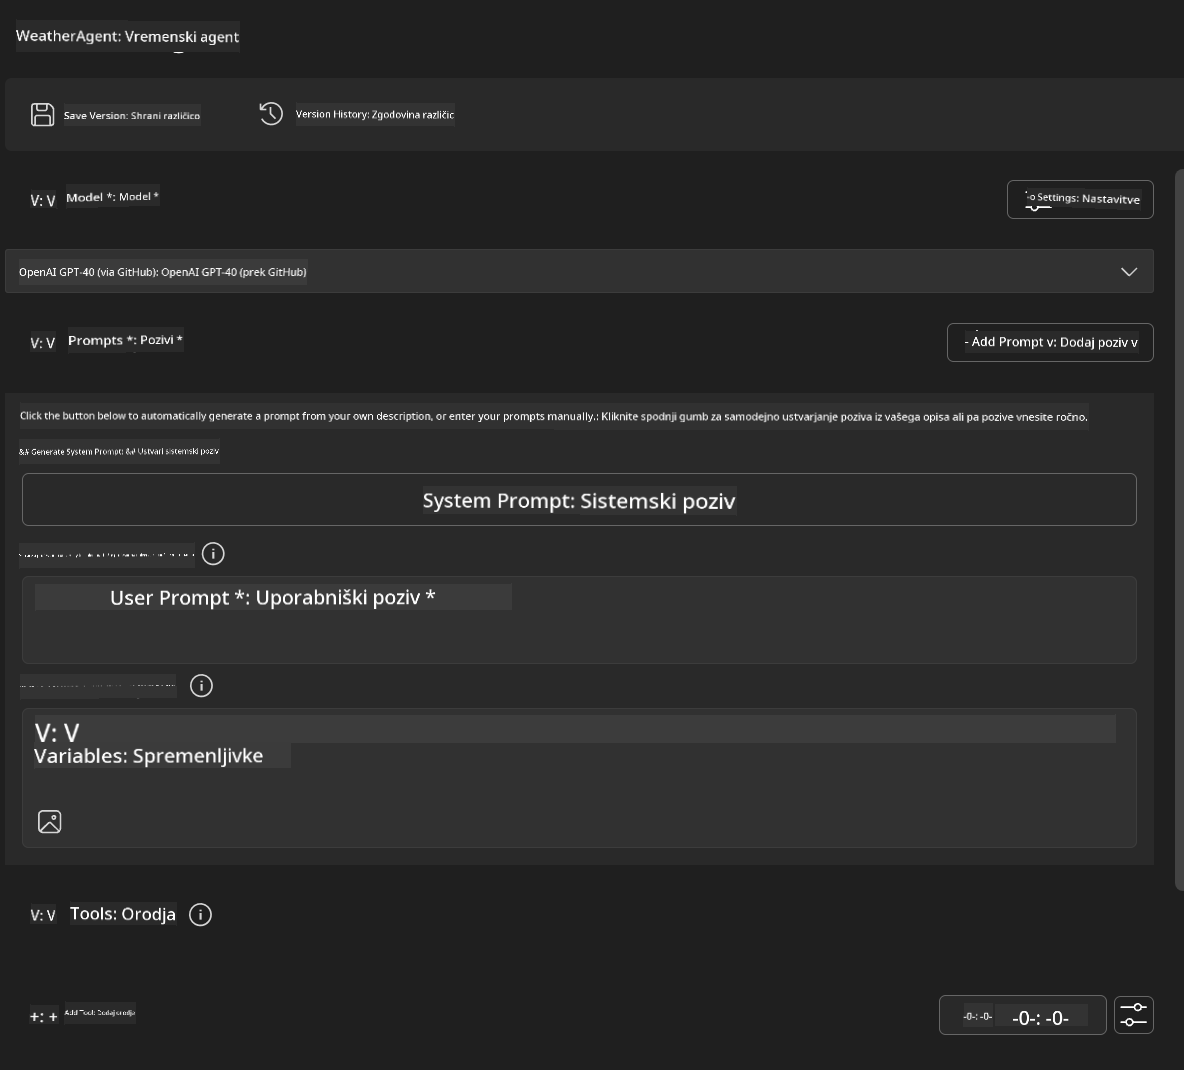 WeatherAgent: Vremenski agent
Save Version: Shrani različico
Version History: Zgodovina različic
V: V
Model *: Model *
Settings: Nastavitve
OpenAI GPT-40 (via GitHub): OpenAI GPT-40 (prek GitHub)
V: V
Prompts *: Pozivi *
- Add Prompt v: Dodaj poziv v
Click the button below to automatically generate a prompt from your own description, or enter your prompts manually.: Kliknite spodnji gumb za samodejno ustvarjanje poziva iz vašega opisa ali pa pozive vnesite ročno.
&# Generate System Prompt: &# Ustvari sistemski poziv
System Prompt: Sistemski poziv
User Prompt *: Uporabniški poziv *
V: V
Variables: Spremenljivke
V: V
Tools: Orodja
+: +
Add Tool: Dodaj orodje
-0-: -0-
-0-: -0-